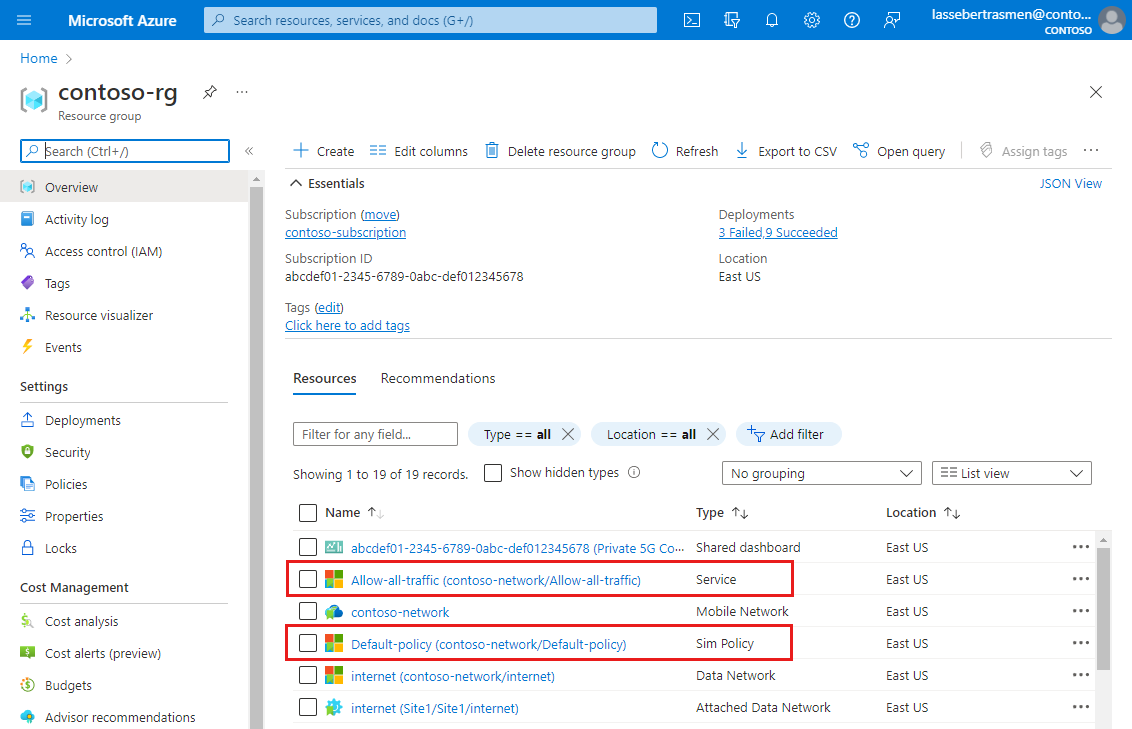 Microsoft Azure
Search resources, services, and docs (G+/)
lassebertrasmen@conto...
CONTOSO
Home
contoso-rg
...
Resource group
Search (Ctrl+/)
«
Create
Edit columns
Delete resource group
Refresh
Export to CSV
Open query
Assign tags
...
Overview
Activity log
Access control (IAM)
Tags
Resource visualizer
Events
Settings
Deployments
Security
Policies
Properties
Locks
Cost Management
Cost analysis
Cost alerts (preview)
Budgets
Advisor recommendations
Essentials
JSON View
Subscription (move)
contoso-subscription
Subscription ID
abcdef01-2345-6789-0abc-def012345678
Tags (edit)
Click here to add tags
Deployments
3 Failed,9 Succeeded
Location
East US
Resources
Recommendations
Filter for any field...
Type == all
Location == all
Add filter
Showing 1 to 19 of 19 records.
Show hidden types
No grouping
List view
Name Type Location
abcdef01-2345-6789-0abc-def012345678 (Private 5G Co... Shared dashboard East US ...
Allow-all-traffic (contoso-network/Allow-all-traffic) Service East US ...
contoso-network Mobile Network East US ...
Default-policy (contoso-network/Default-policy) Sim Policy East US ...
internet (contoso-network/internet) Data Network East US ...
internet (Site1/Site1/internet) Attached Data Network East US ...